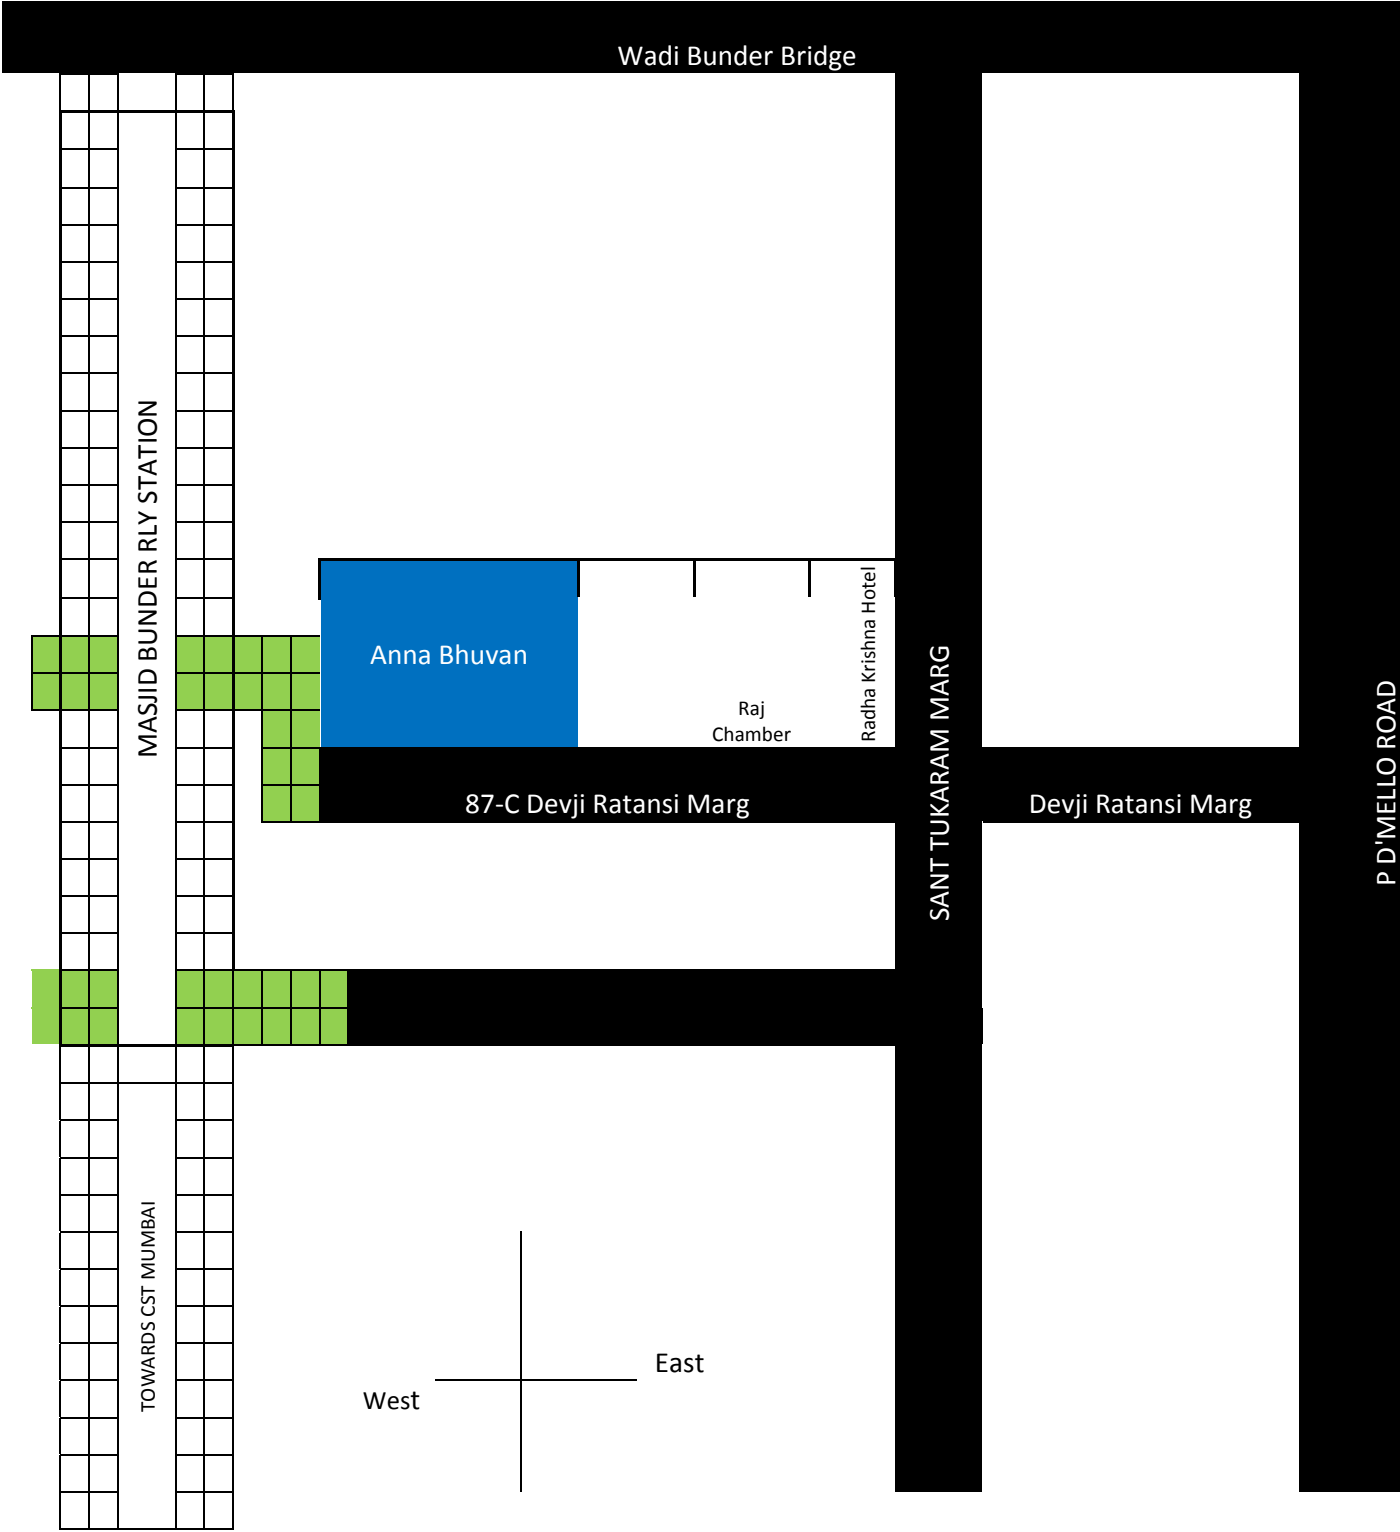 Wadi Bunder Bridge
MASJID BUNDER RLY STATION
Anna Bhuvan
Raj
Chamber
Radha Krishna Hotel
SANT TUKARAM MARG
P D'MELLO ROAD
87-C Devji Ratansi Marg
Devji Ratansi Marg
TOWARDS CST MUMBAI
East
West